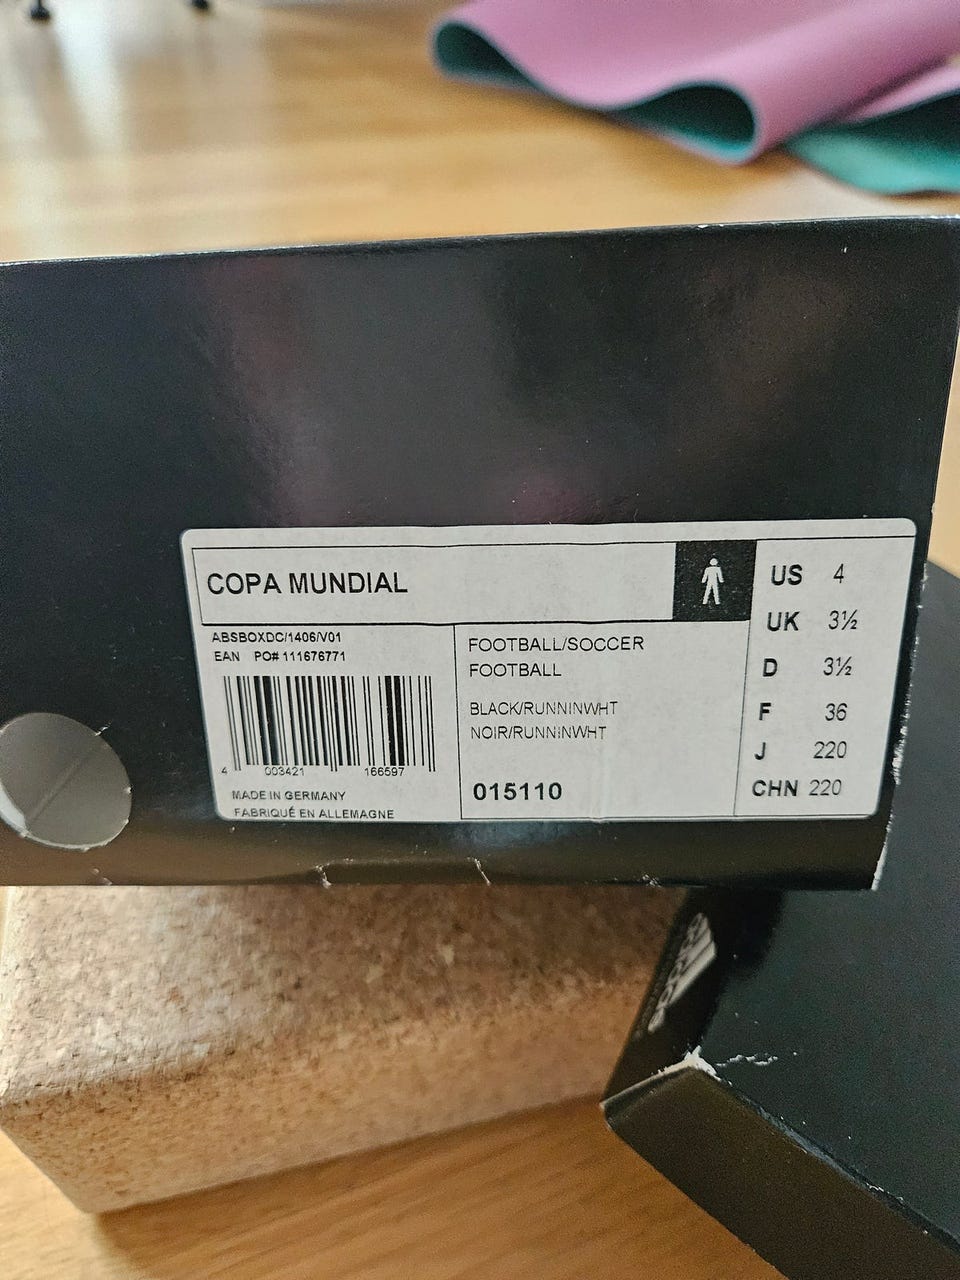 COPA MUNDIAL
ABSBOXDC/1406/V01
EAN PO# 111676771
4 003421 166597
MADE IN GERMANY
FABRIQUÉ EN ALLEMAGNE
FOOTBALL/SOCCER
FOOTBALL
BLACK/RUNNINWHT
NOIR/RUNNINWHT
015110
US 4
UK 3½
D 3½
F 36
J 220
CHN 220
adidas